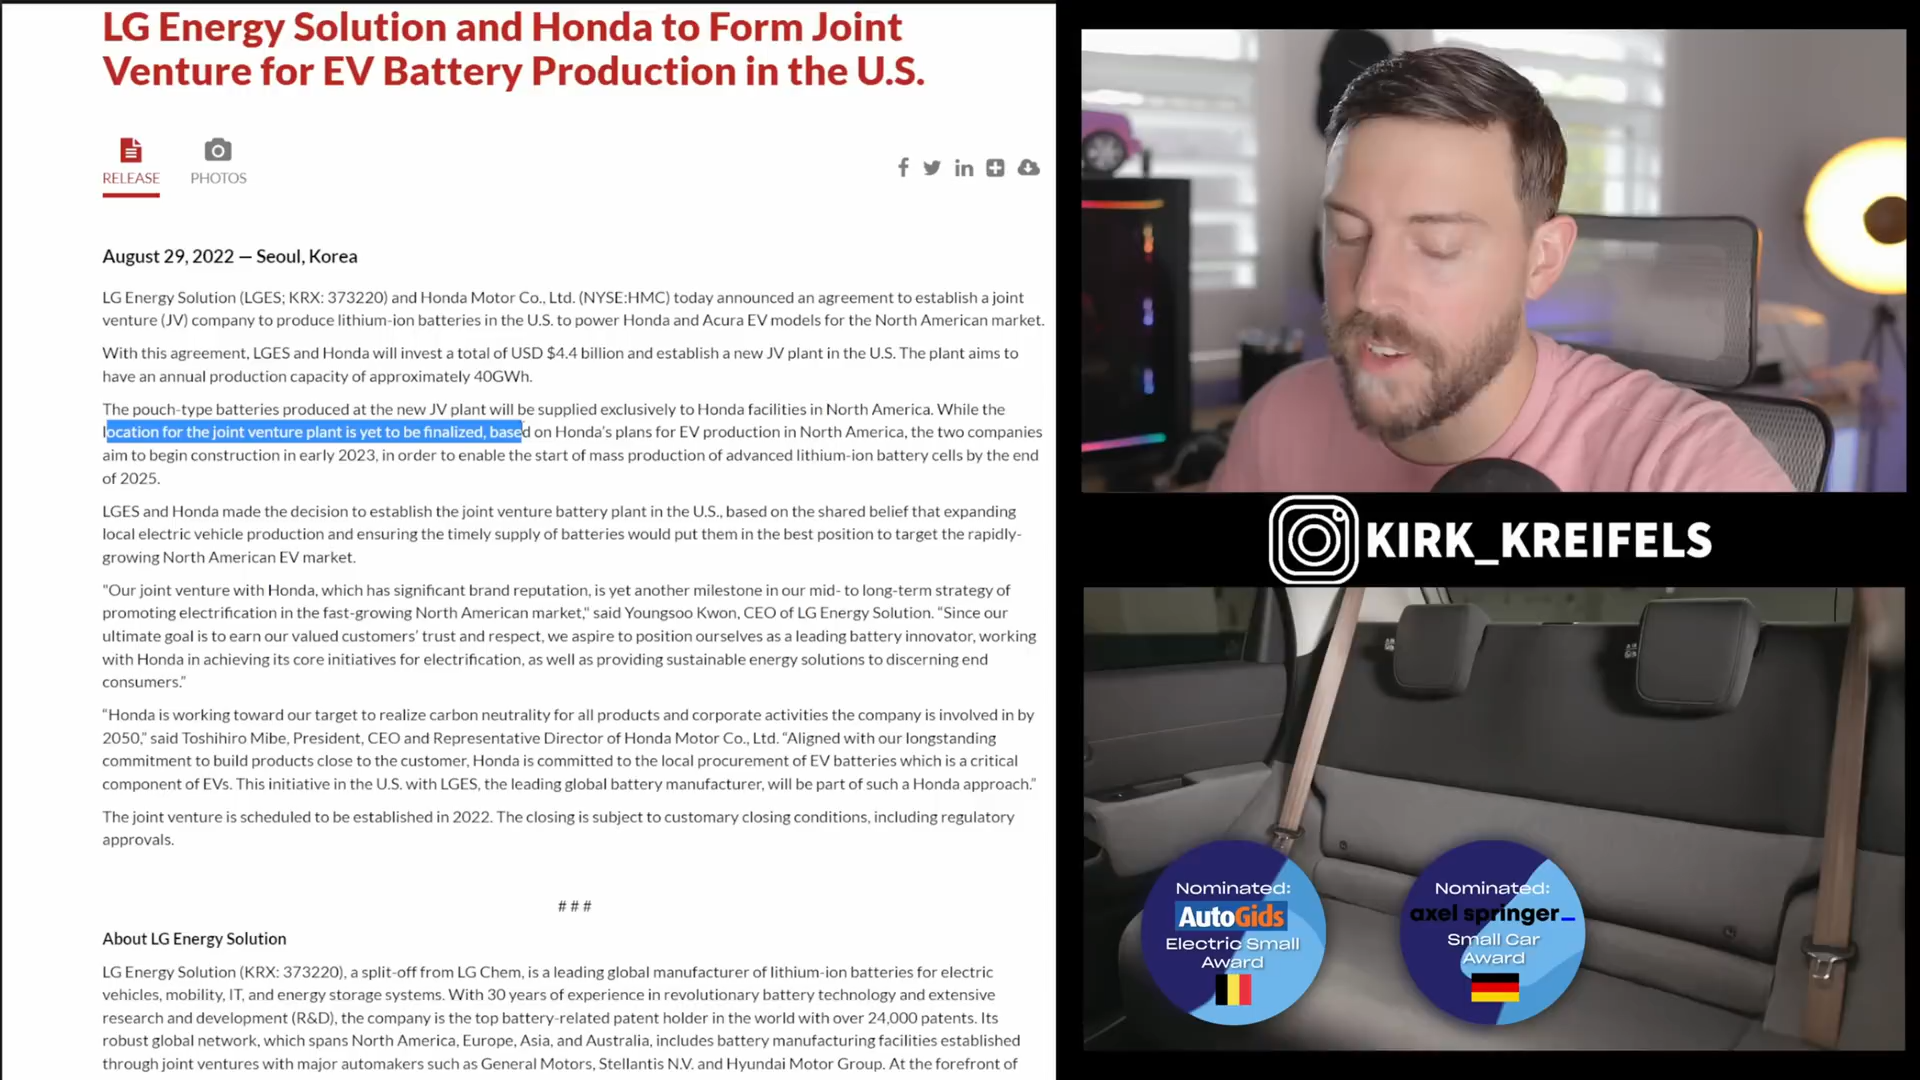 LG Energy Solution and Honda to Form Joint
Venture for EV Battery Production in the U.S.
RELEASE
PHOTOS
August 29, 2022 — Seoul, Korea
LG Energy Solution (LGES; KRX: 373220) and Honda Motor Co., Ltd. (NYSE:HMC) today announced an agreement to establish a joint
venture (JV) company to produce lithium-ion batteries in the U.S. to power Honda and Acura EV models for the North American market.
With this agreement, LGES and Honda will invest a total of USD $4.4 billion and establish a new JV plant in the U.S. The plant aims to
have an annual production capacity of approximately 40GWh.
The pouch-type batteries produced at the new JV plant will be supplied exclusively to Honda facilities in North America. While the
location for the joint venture plant is yet to be finalized, based on Honda’s plans for EV production in North America, the two companies
aim to begin construction in early 2023, in order to enable the start of mass production of advanced lithium-ion battery cells by the end
of 2025.
LGES and Honda made the decision to establish the joint venture battery plant in the U.S., based on the shared belief that expanding
local electric vehicle production and ensuring the timely supply of batteries would put them in the best position to target the rapidly-
growing North American EV market.
"Our joint venture with Honda, which has significant brand reputation, is yet another milestone in our mid- to long-term strategy of
promoting electrification in the fast-growing North American market," said Youngsoo Kwon, CEO of LG Energy Solution. “Since our
ultimate goal is to earn our valued customers’ trust and respect, we aspire to position ourselves as a leading battery innovator, working
with Honda in achieving its core initiatives for electrification, as well as providing sustainable energy solutions to discerning end
consumers.”
“Honda is working toward our target to realize carbon neutrality for all products and corporate activities the company is involved in by
2050,” said Toshihiro Mibe, President, CEO and Representative Director of Honda Motor Co., Ltd. “Aligned with our longstanding
commitment to build products close to the customer, Honda is committed to the local procurement of EV batteries which is a critical
component of EVs. This initiative in the U.S. with LGES, the leading global battery manufacturer, will be part of such a Honda approach.”
The joint venture is scheduled to be established in 2022. The closing is subject to customary closing conditions, including regulatory
approvals.
# # #
About LG Energy Solution
LG Energy Solution (KRX: 373220), a split-off from LG Chem, is a leading global manufacturer of lithium-ion batteries for electric
vehicles, mobility, IT, and energy storage systems. With 30 years of experience in revolutionary battery technology and extensive
research and development (R&D), the company is the top battery-related patent holder in the world with over 24,000 patents. Its
robust global network, which spans North America, Europe, Asia, and Australia, includes battery manufacturing facilities established
through joint ventures with major automakers such as General Motors, Stellantis N.V. and Hyundai Motor Group. At the forefront of
KIRK_KREIFELS
Nominated:
AutoGids
Electric Small
Award
Nominated:
axel springer_
Small Car
Award